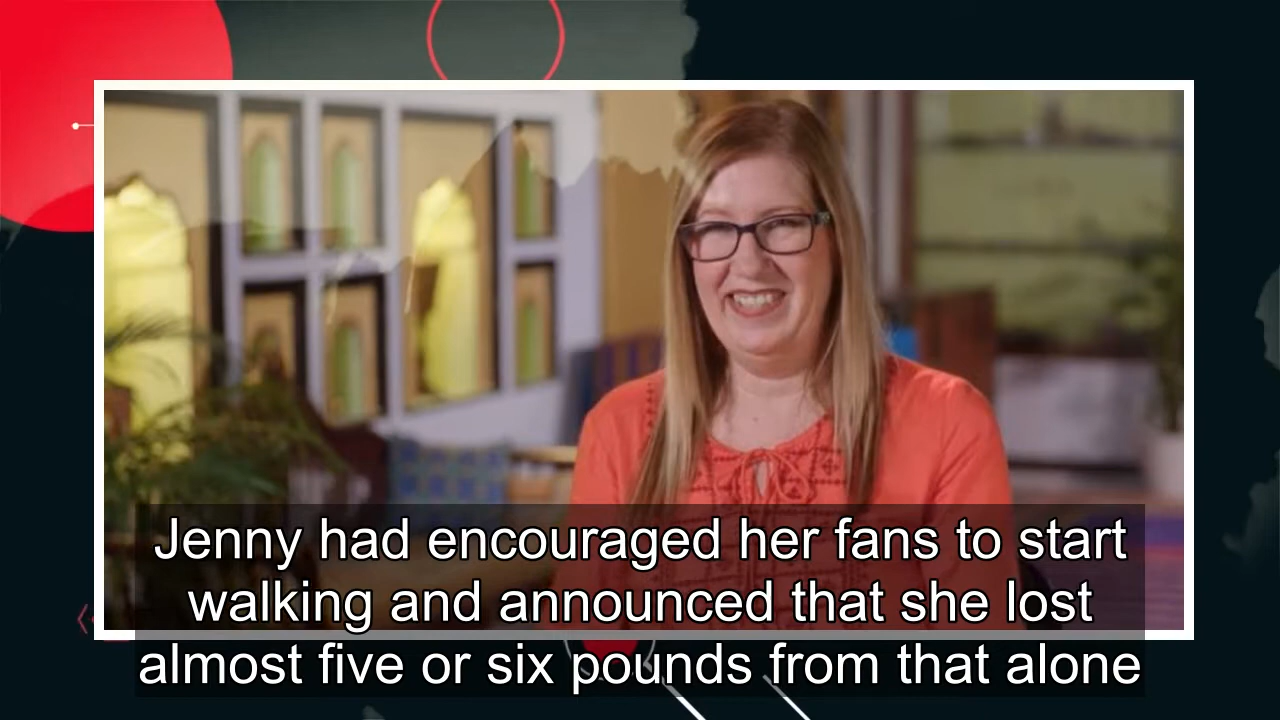 Jenny had encouraged her fans to start
walking and announced that she lost
almost five or six pounds from that alone